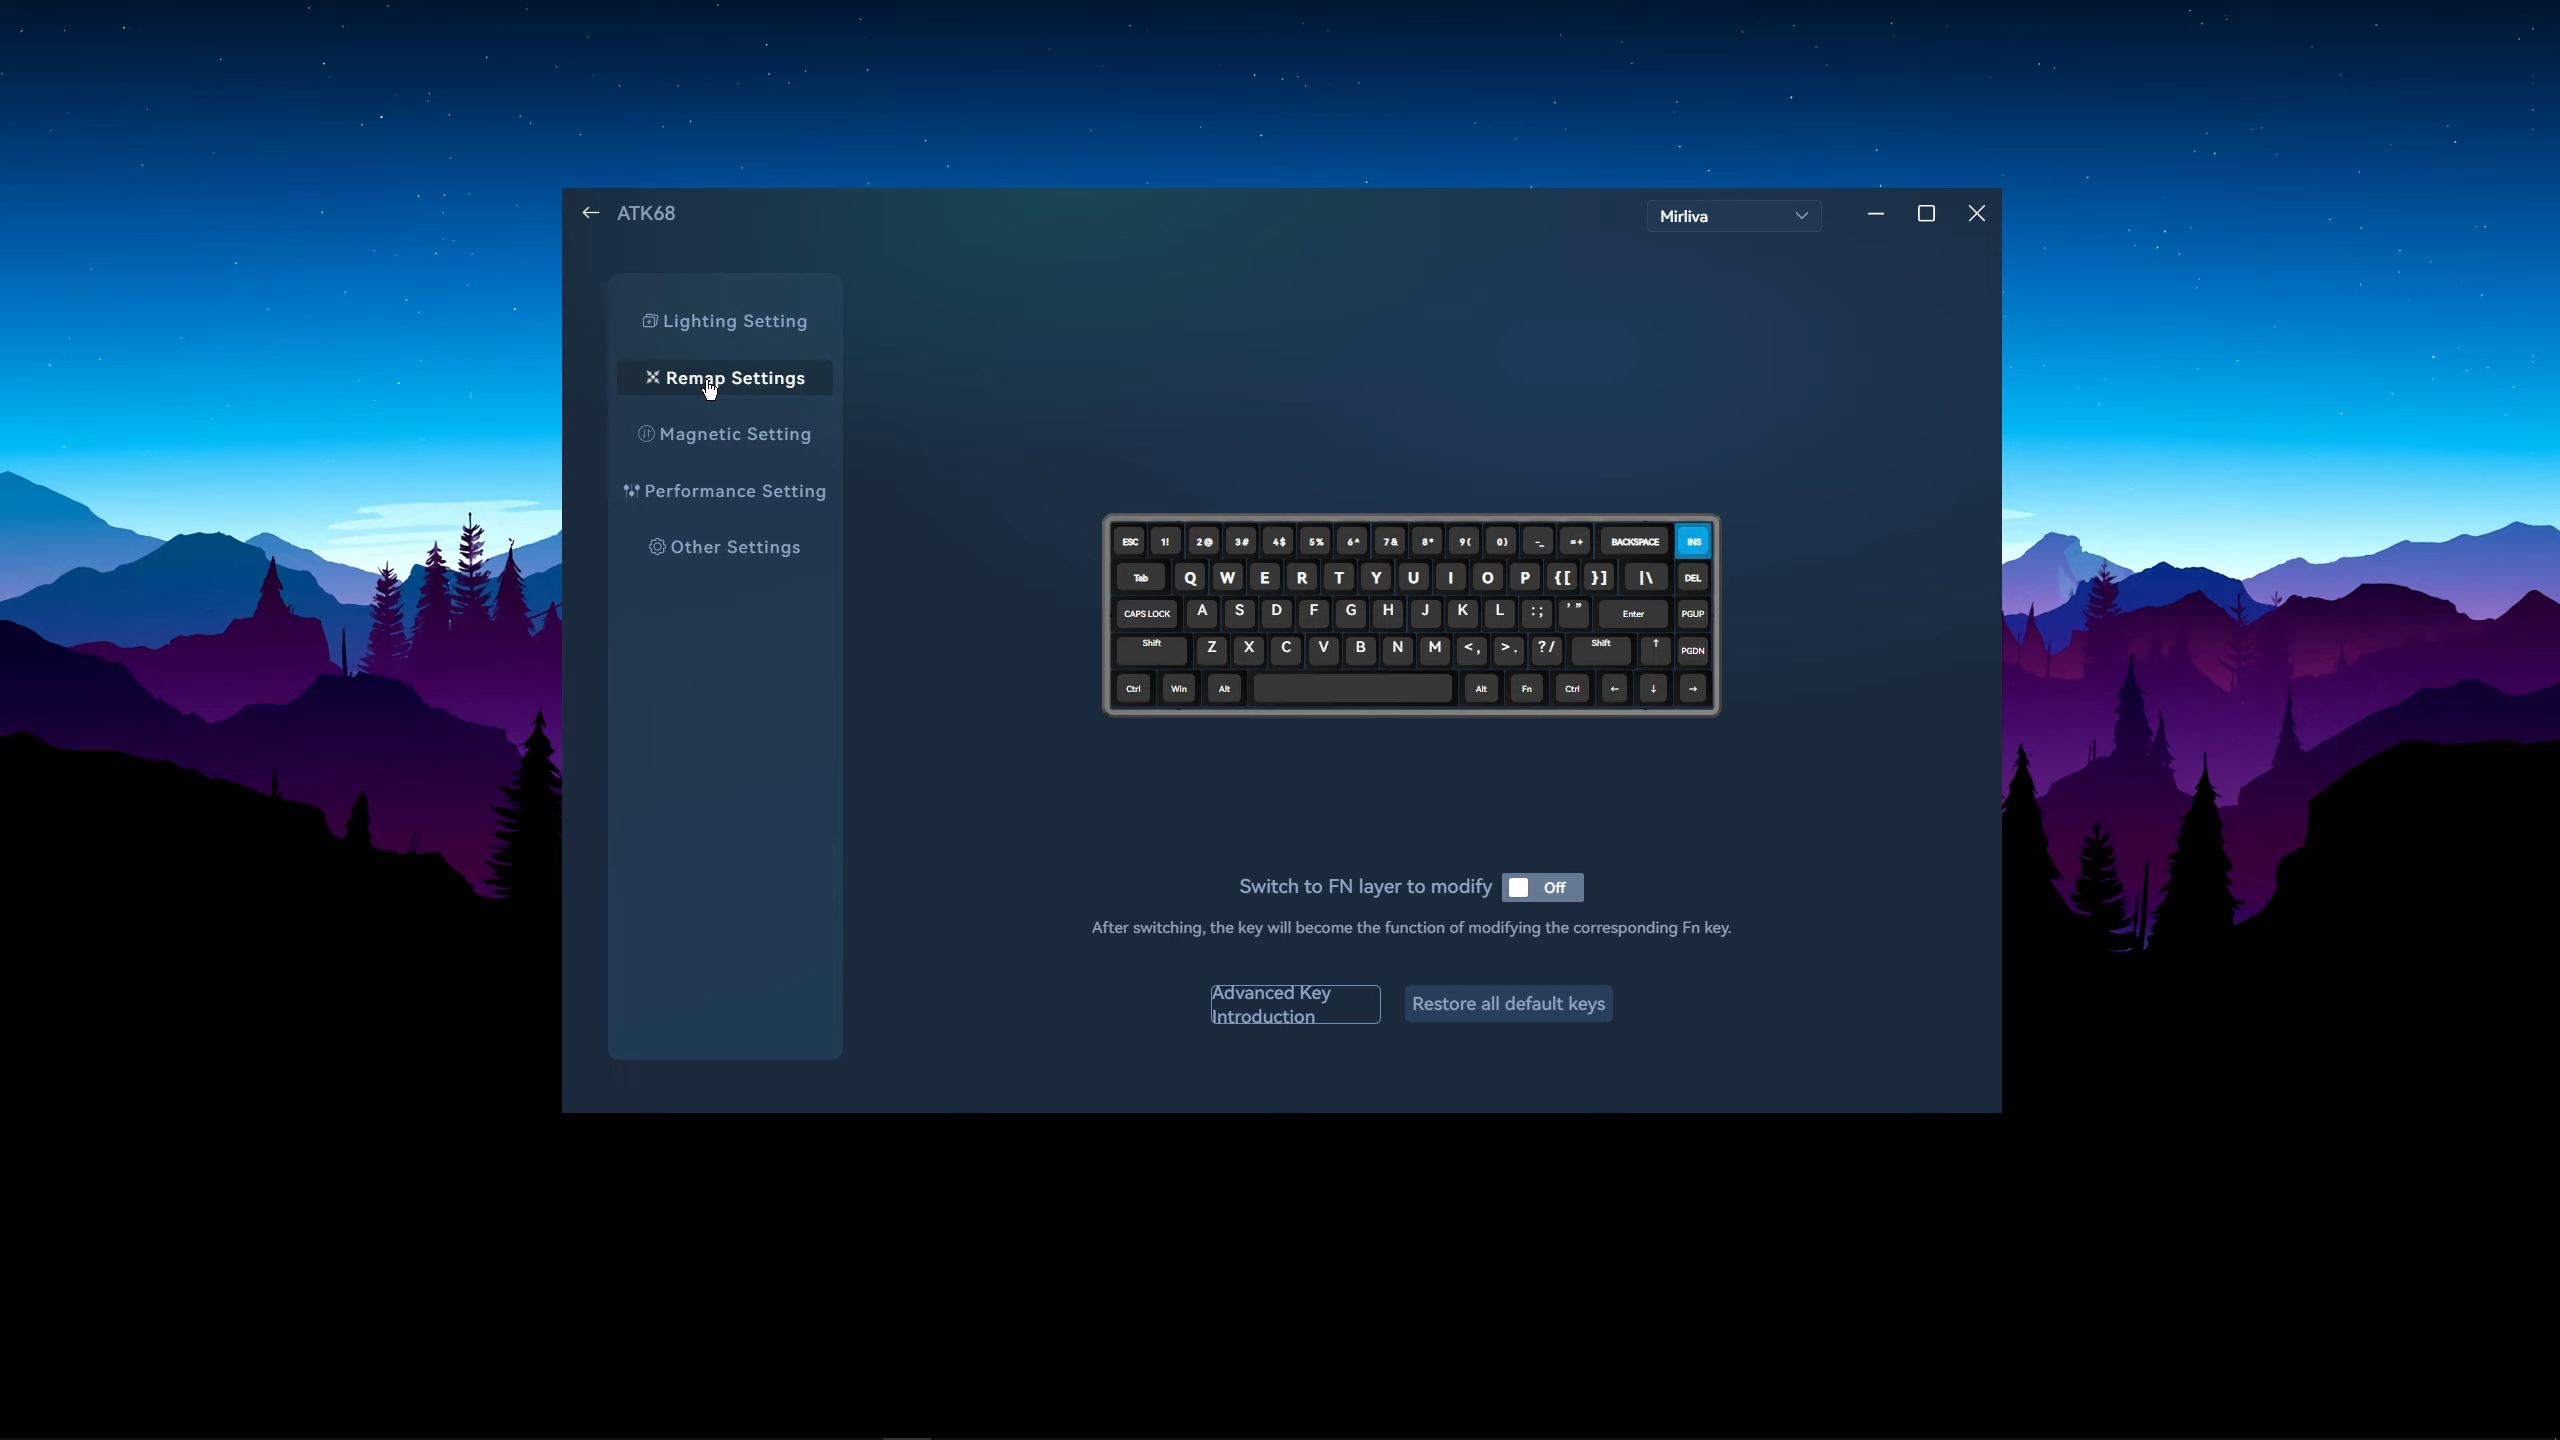 ATK68
Mirliva
Lighting Setting
Remap Settings
Magnetic Setting
Performance Setting
Other Settings
ESC 1! 2@ 3# 4$ 5% 6^ 7& 8* 9( 0) -_ =+ BACKSPACE INS
Tab Q W E R T Y U I O P {[ }] |\ DEL
CAPS LOCK A S D F G H J K L :; '" Enter PGUP
Shift Z X C V B N M <, >. ?/ Shift ↑ PGDN
Ctrl Win Alt Alt Fn Ctrl ← ↓ →
Switch to FN layer to modify Off
After switching, the key will become the function of modifying the corresponding Fn key.
Advanced Key
Introduction
Restore all default keys